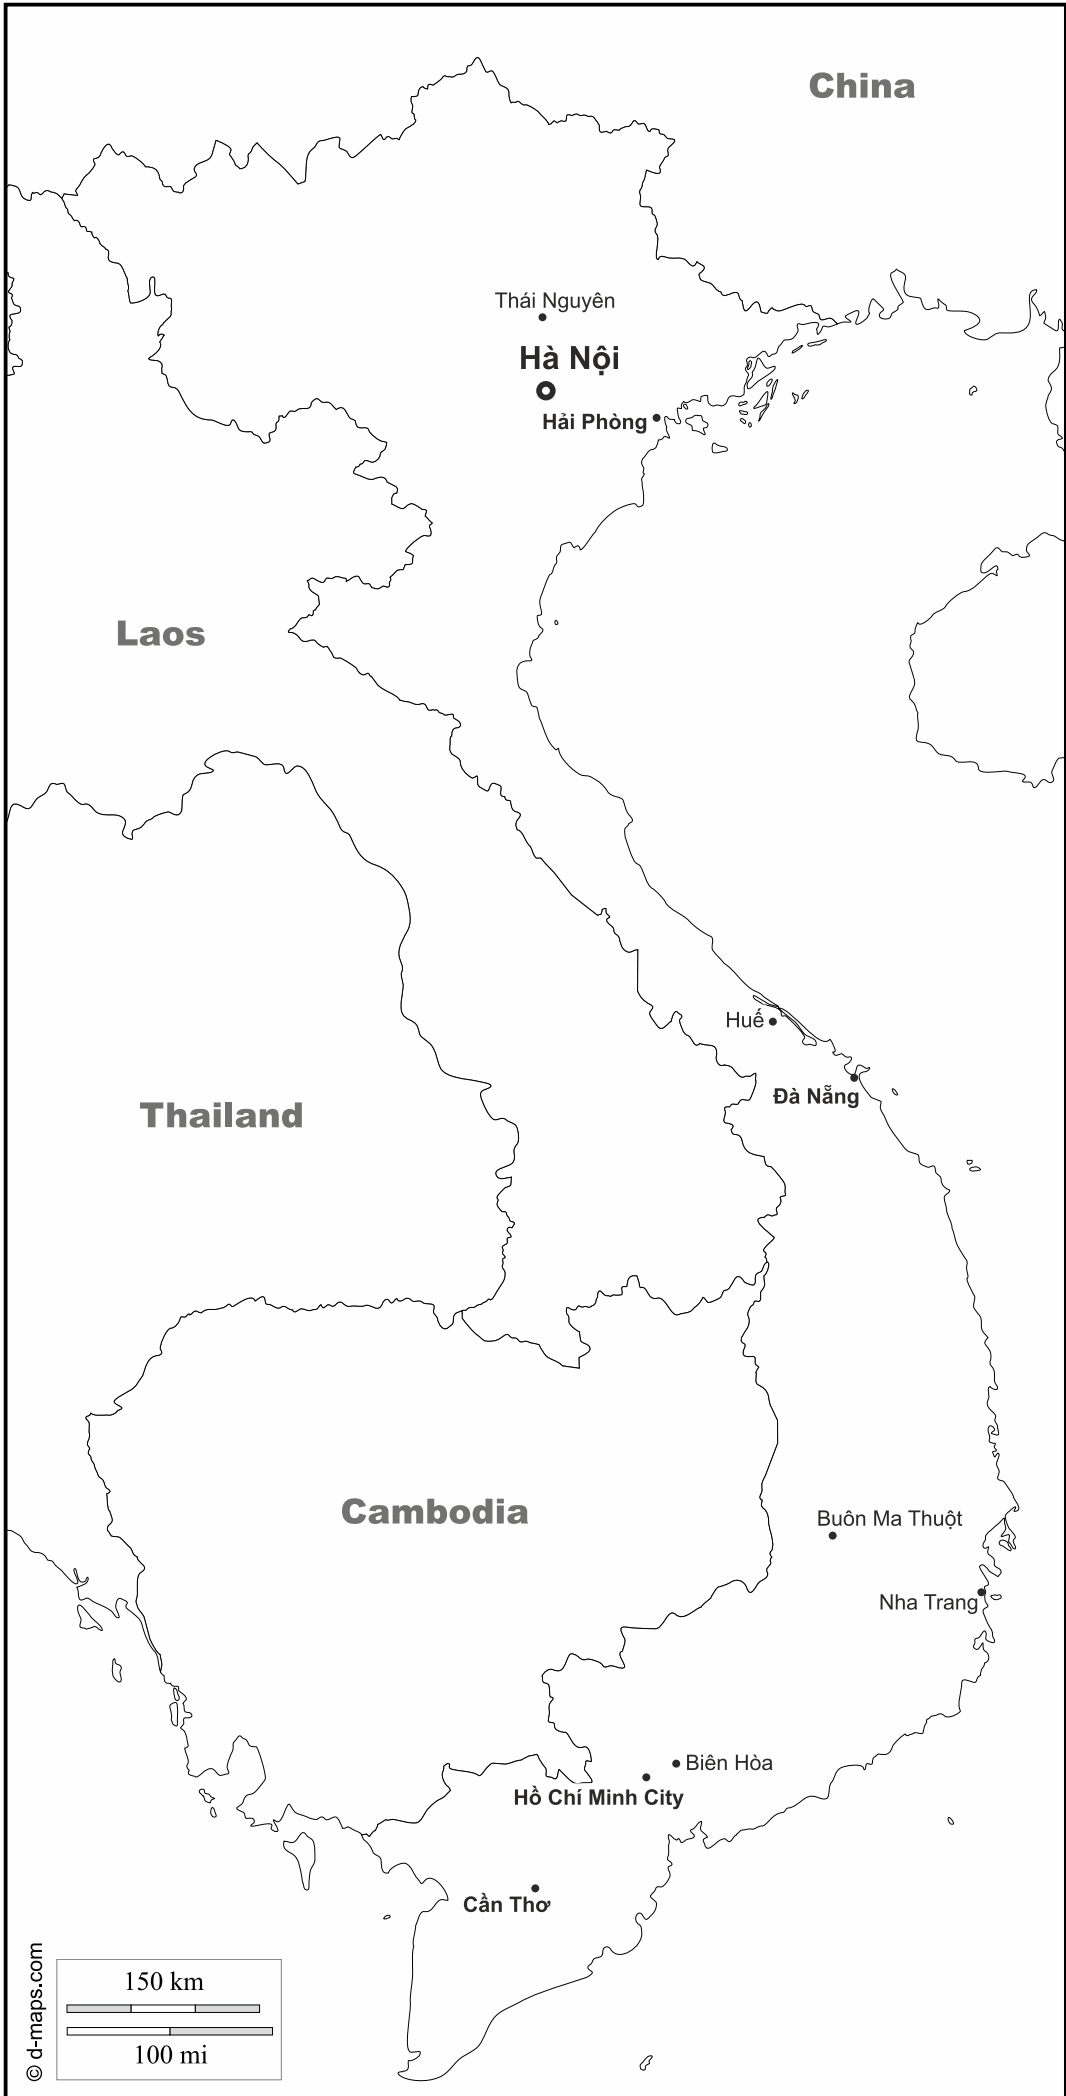 China
Thái Nguyên
Hà Nội
Hải Phòng
Laos
Huế
Đà Nẵng
Thailand
Cambodia
Buôn Ma Thuột
Nha Trang
Biên Hòa
Hồ Chí Minh City
Cần Thơ
150 km
100 mi
© d-maps.com